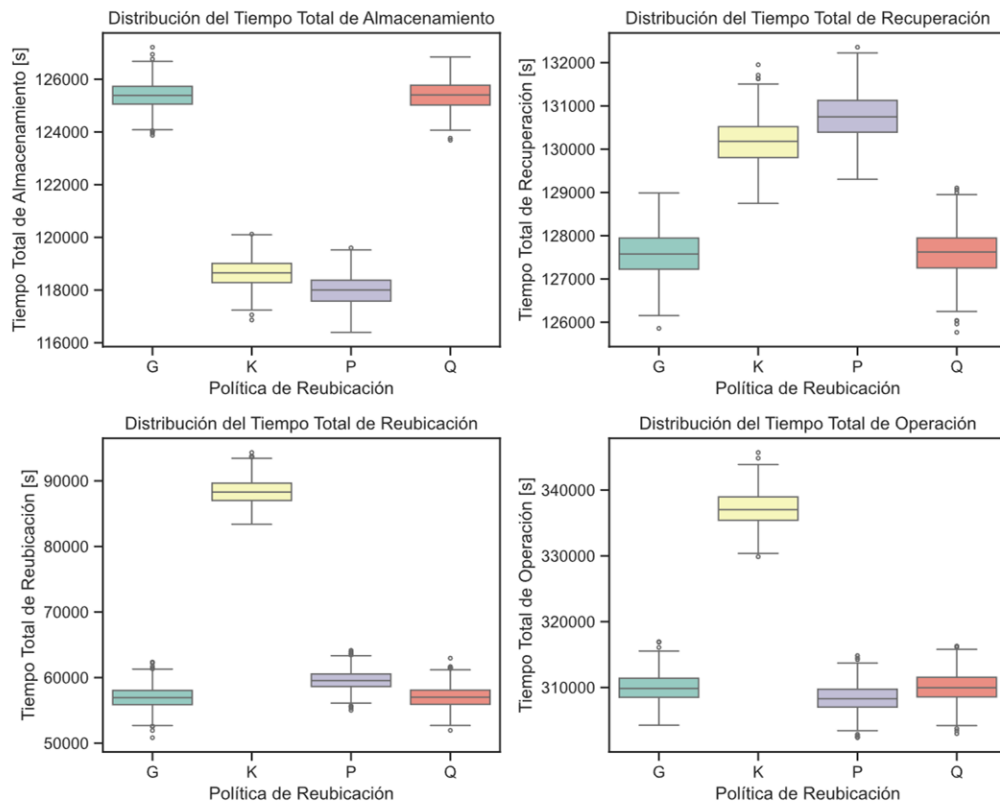 Distribución del Tiempo Total de Almacenamiento
Tiempo Total de Almacenamiento [s]
126000
124000
122000
120000
118000
116000
G K P Q
Política de Reubicación
Distribución del Tiempo Total de Recuperación
Tiempo Total de Recuperación [s]
132000
131000
130000
129000
128000
127000
126000
G K P Q
Política de Reubicación
Distribución del Tiempo Total de Reubicación
Tiempo Total de Reubicación [s]
90000
80000
70000
60000
50000
G K P Q
Política de Reubicación
Distribución del Tiempo Total de Operación
Tiempo Total de Operación [s]
340000
330000
320000
310000
G K P Q
Política de Reubicación